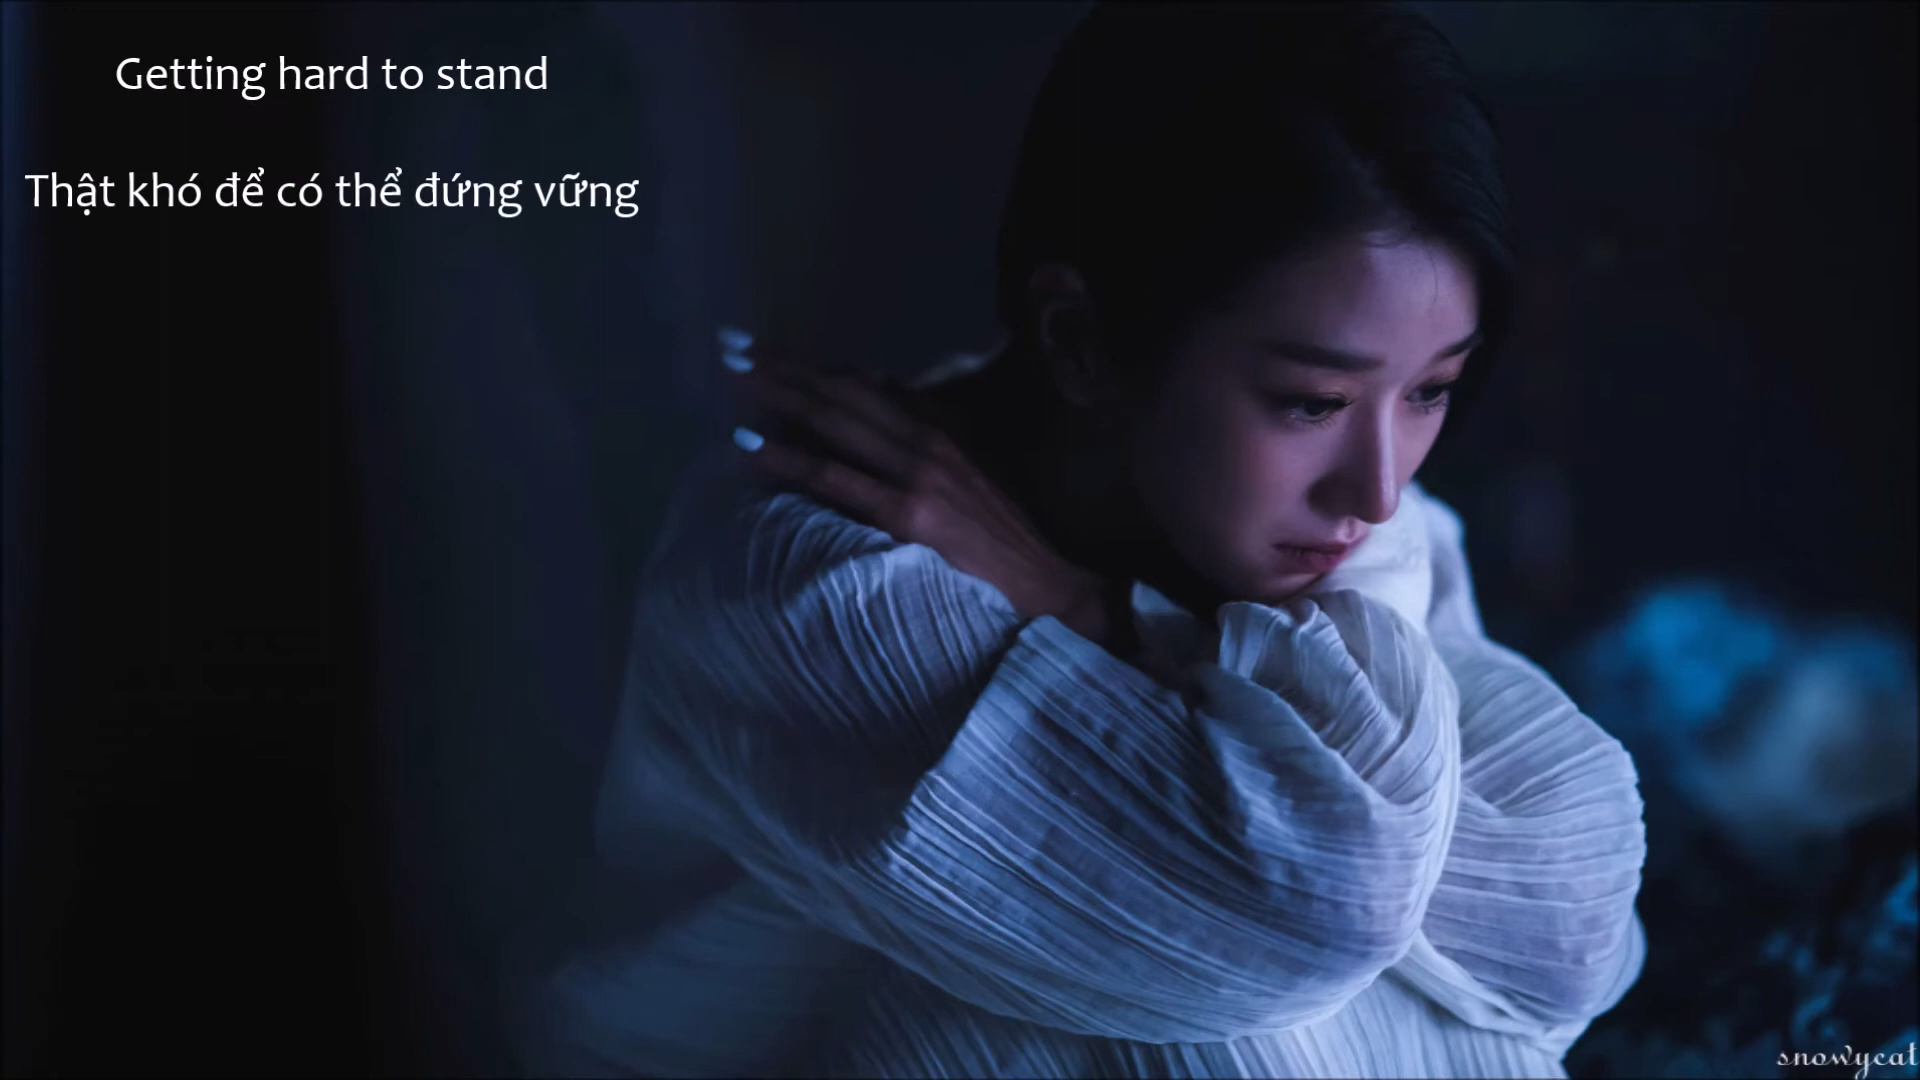 Getting hard to stand
Thật khó để có thể đứng vững
snowycat